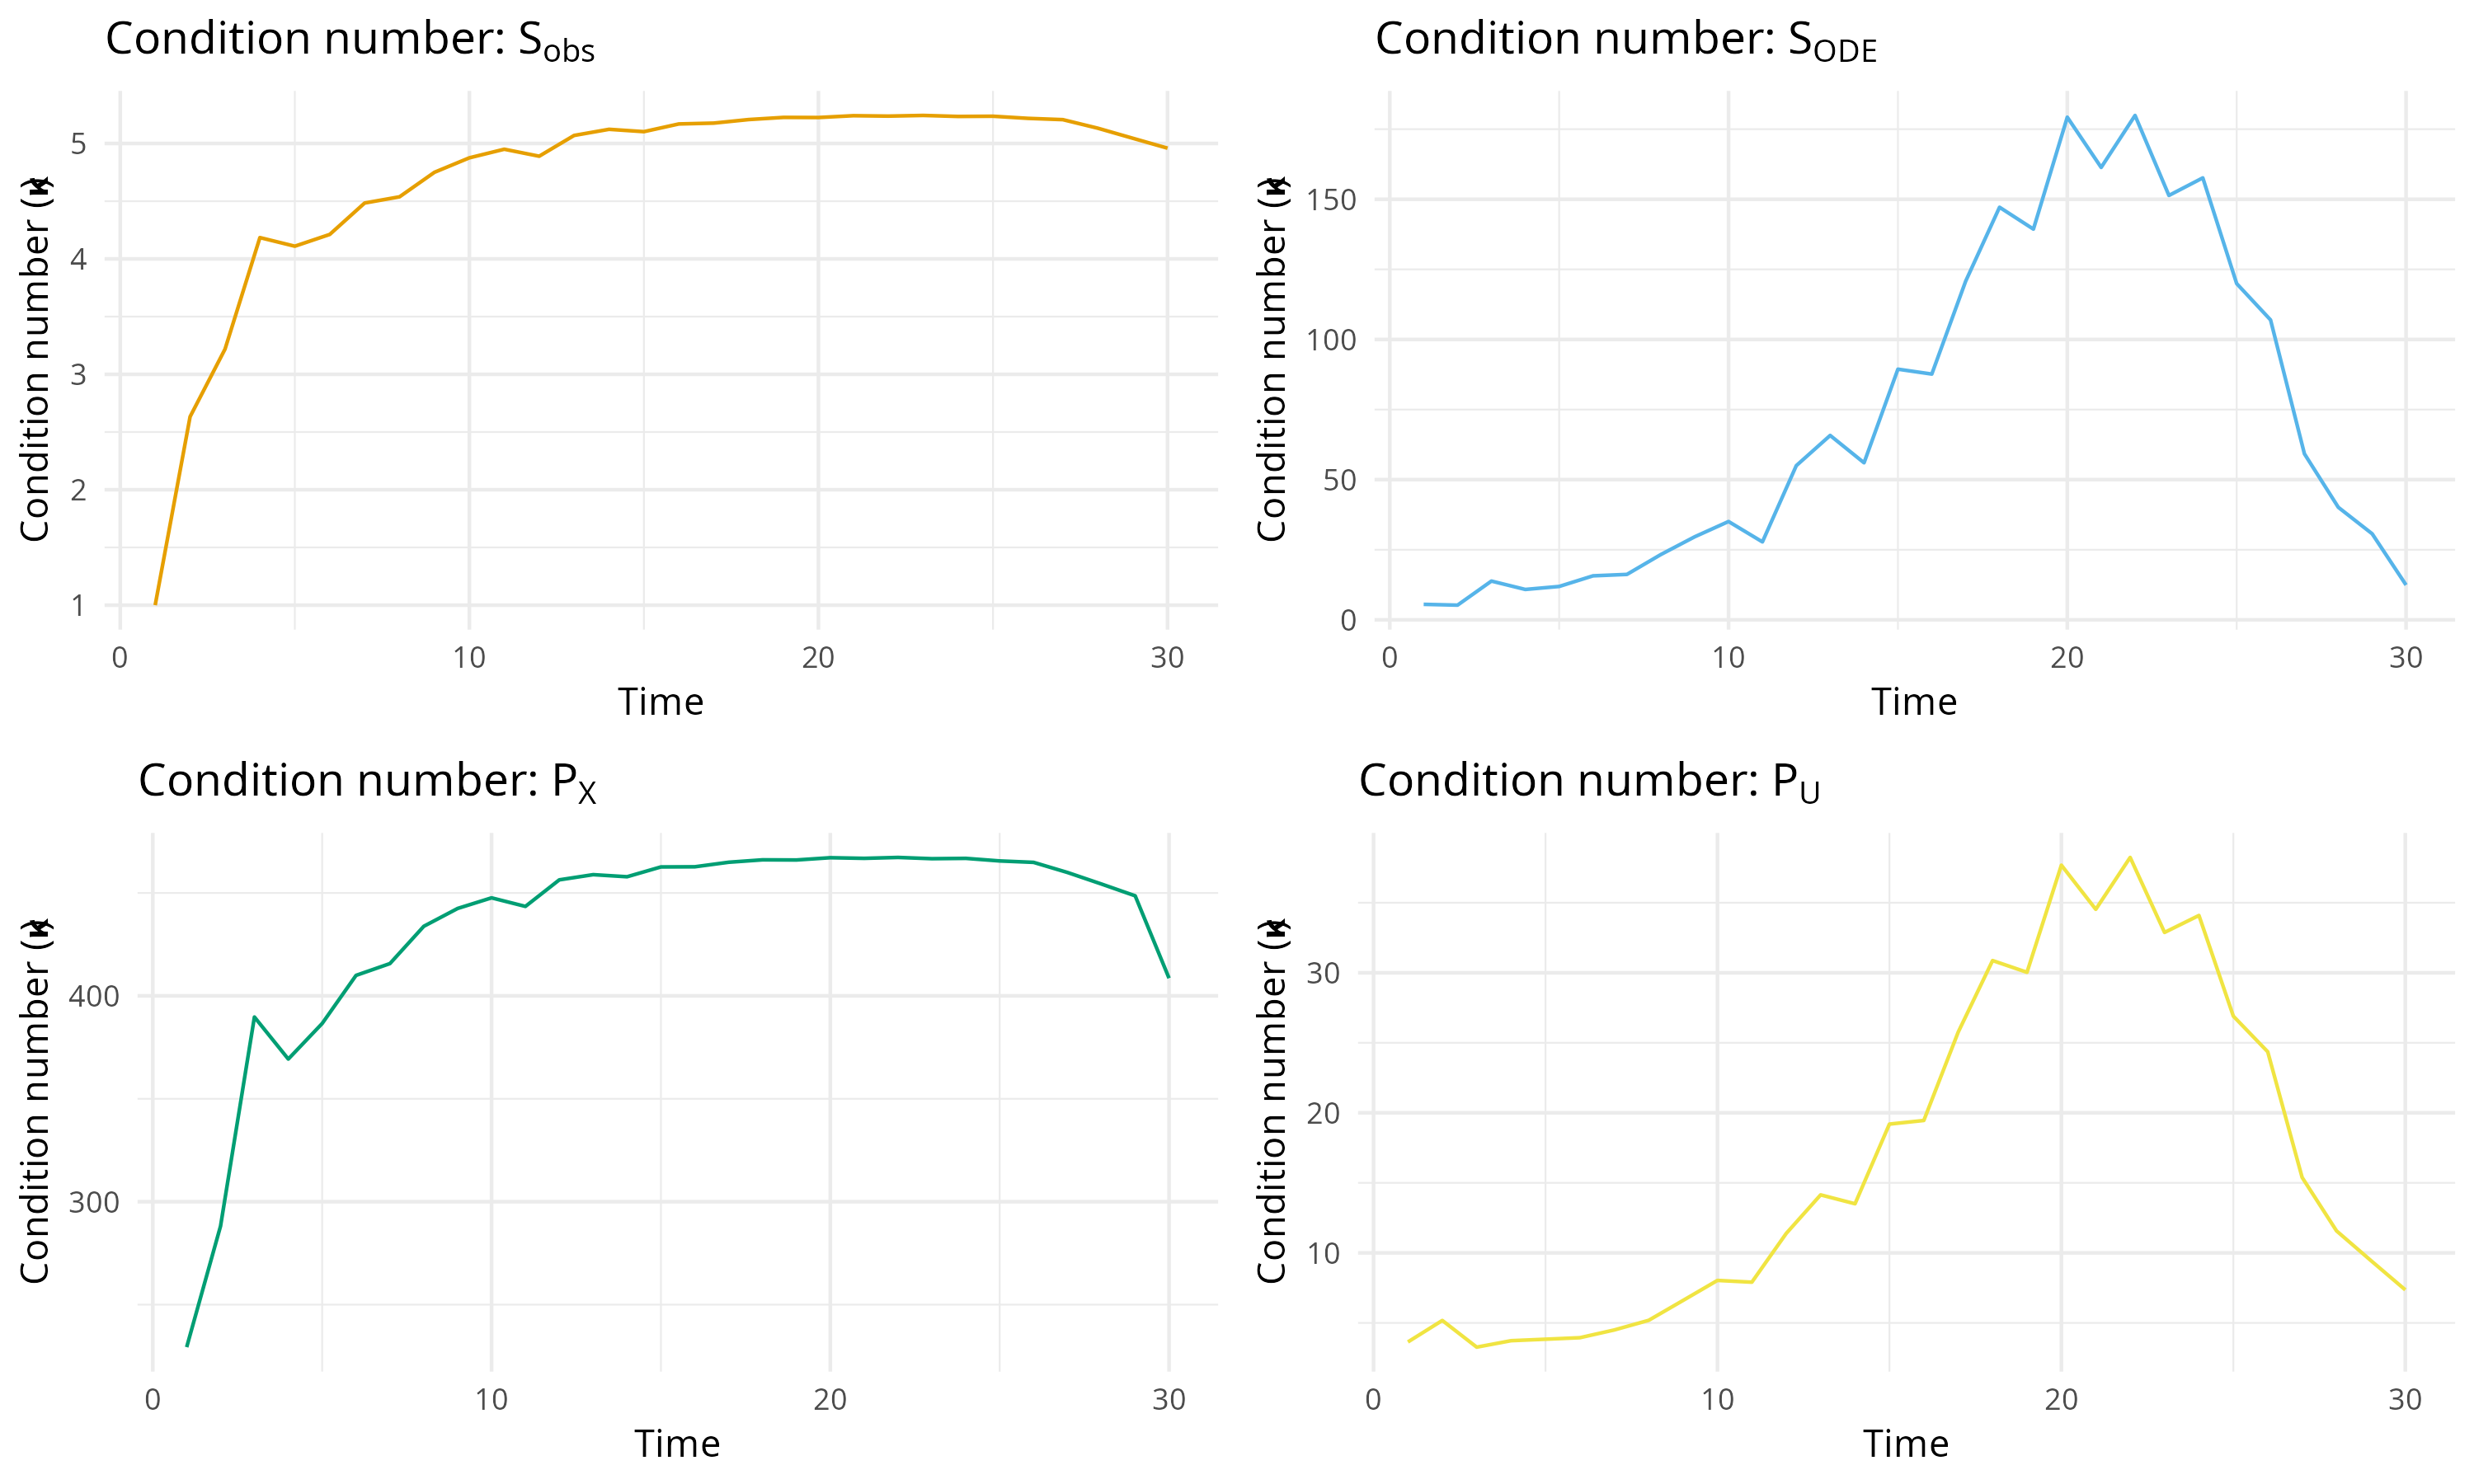 Condition number: S_obs
Condition number (κ)
5
4
3
2
1
0 10 20 30
Time
Condition number: S_ODE
Condition number (κ)
150
100
50
0
0 10 20 30
Time
Condition number: P_X
Condition number (κ)
400
300
0 10 20 30
Time
Condition number: P_U
Condition number (κ)
30
20
10
0 10 20 30
Time